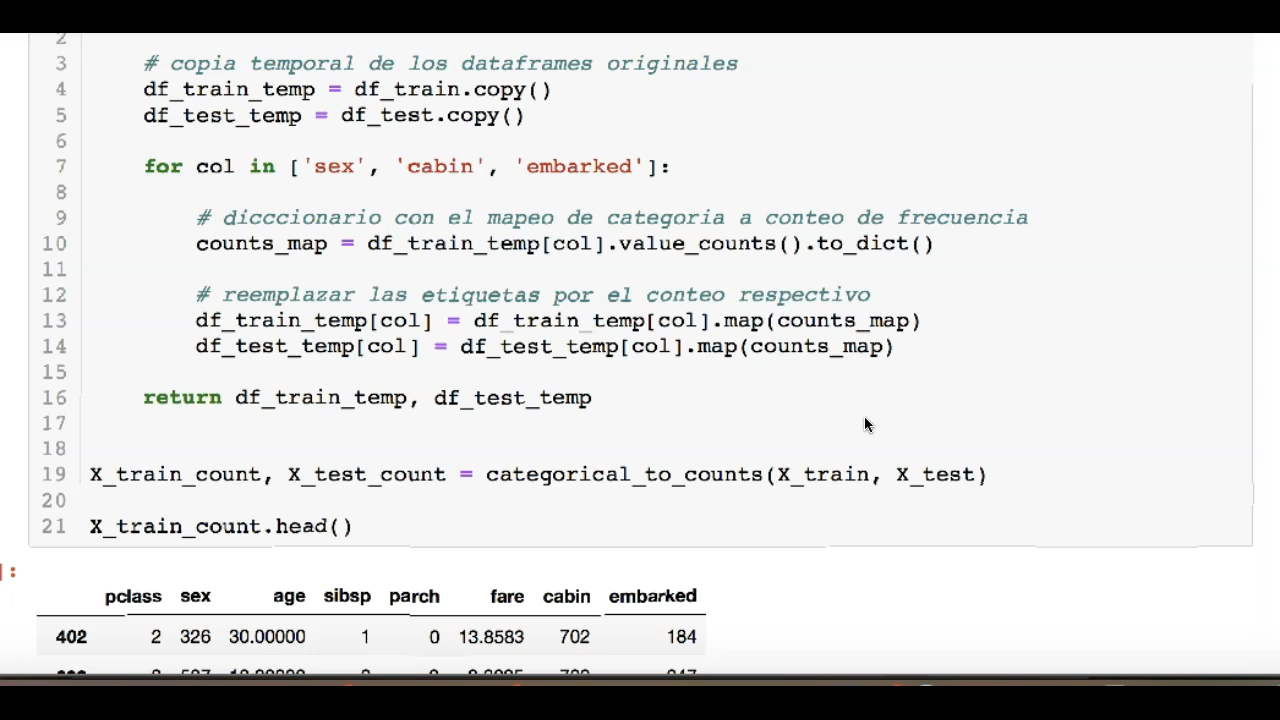 2
3 # copia temporal de los dataframes originales
4 df_train_temp = df_train.copy()
5 df_test_temp = df_test.copy()
6
7 for col in ['sex', 'cabin', 'embarked']:
8
9 # dicccionario con el mapeo de categoria a conteo de frecuencia
10 counts_map = df_train_temp[col].value_counts().to_dict()
11
12 # reemplazar las etiquetas por el conteo respectivo
13 df_train_temp[col] = df_train_temp[col].map(counts_map)
14 df_test_temp[col] = df_test_temp[col].map(counts_map)
15
16 return df_train_temp, df_test_temp
17
18
19 X_train_count, X_test_count = categorical_to_counts(X_train, X_test)
20
21 X_train_count.head()
]:
pclass sex age sibsp parch fare cabin embarked
402 2 326 30.00000 1 0 13.8583 702 184